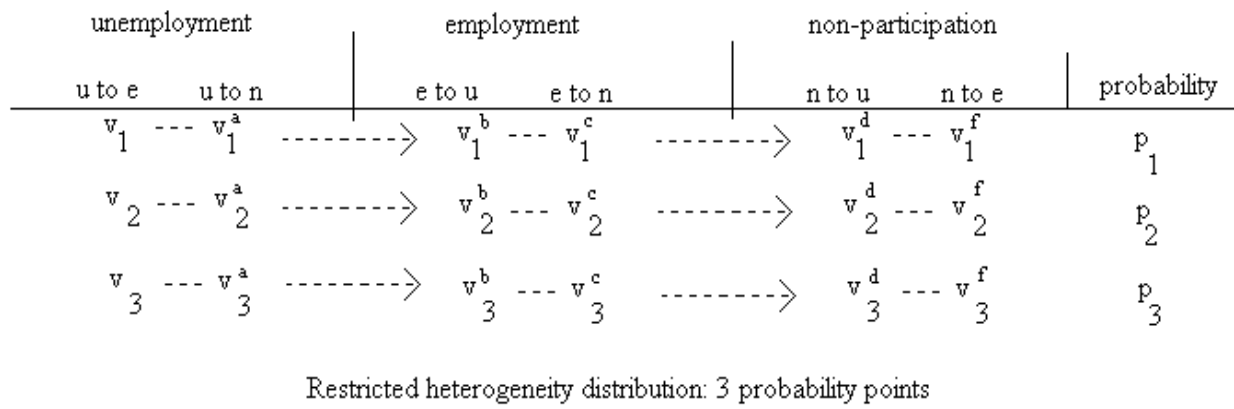 unemployment employment non-participation
u to e u to n e to u e to n n to u n to e probability
v₁ --- v₁ᵃ -----------> v₁ᵇ --- v₁ᶜ -----------> v₁ᵈ --- v₁ᶠ p₁
v₂ --- v₂ᵃ -----------> v₂ᵇ --- v₂ᶜ -----------> v₂ᵈ --- v₂ᶠ p₂
v₃ --- v₃ᵃ -----------> v₃ᵇ --- v₃ᶜ -----------> v₃ᵈ --- v₃ᶠ p₃
Restricted heterogeneity distribution: 3 probability points